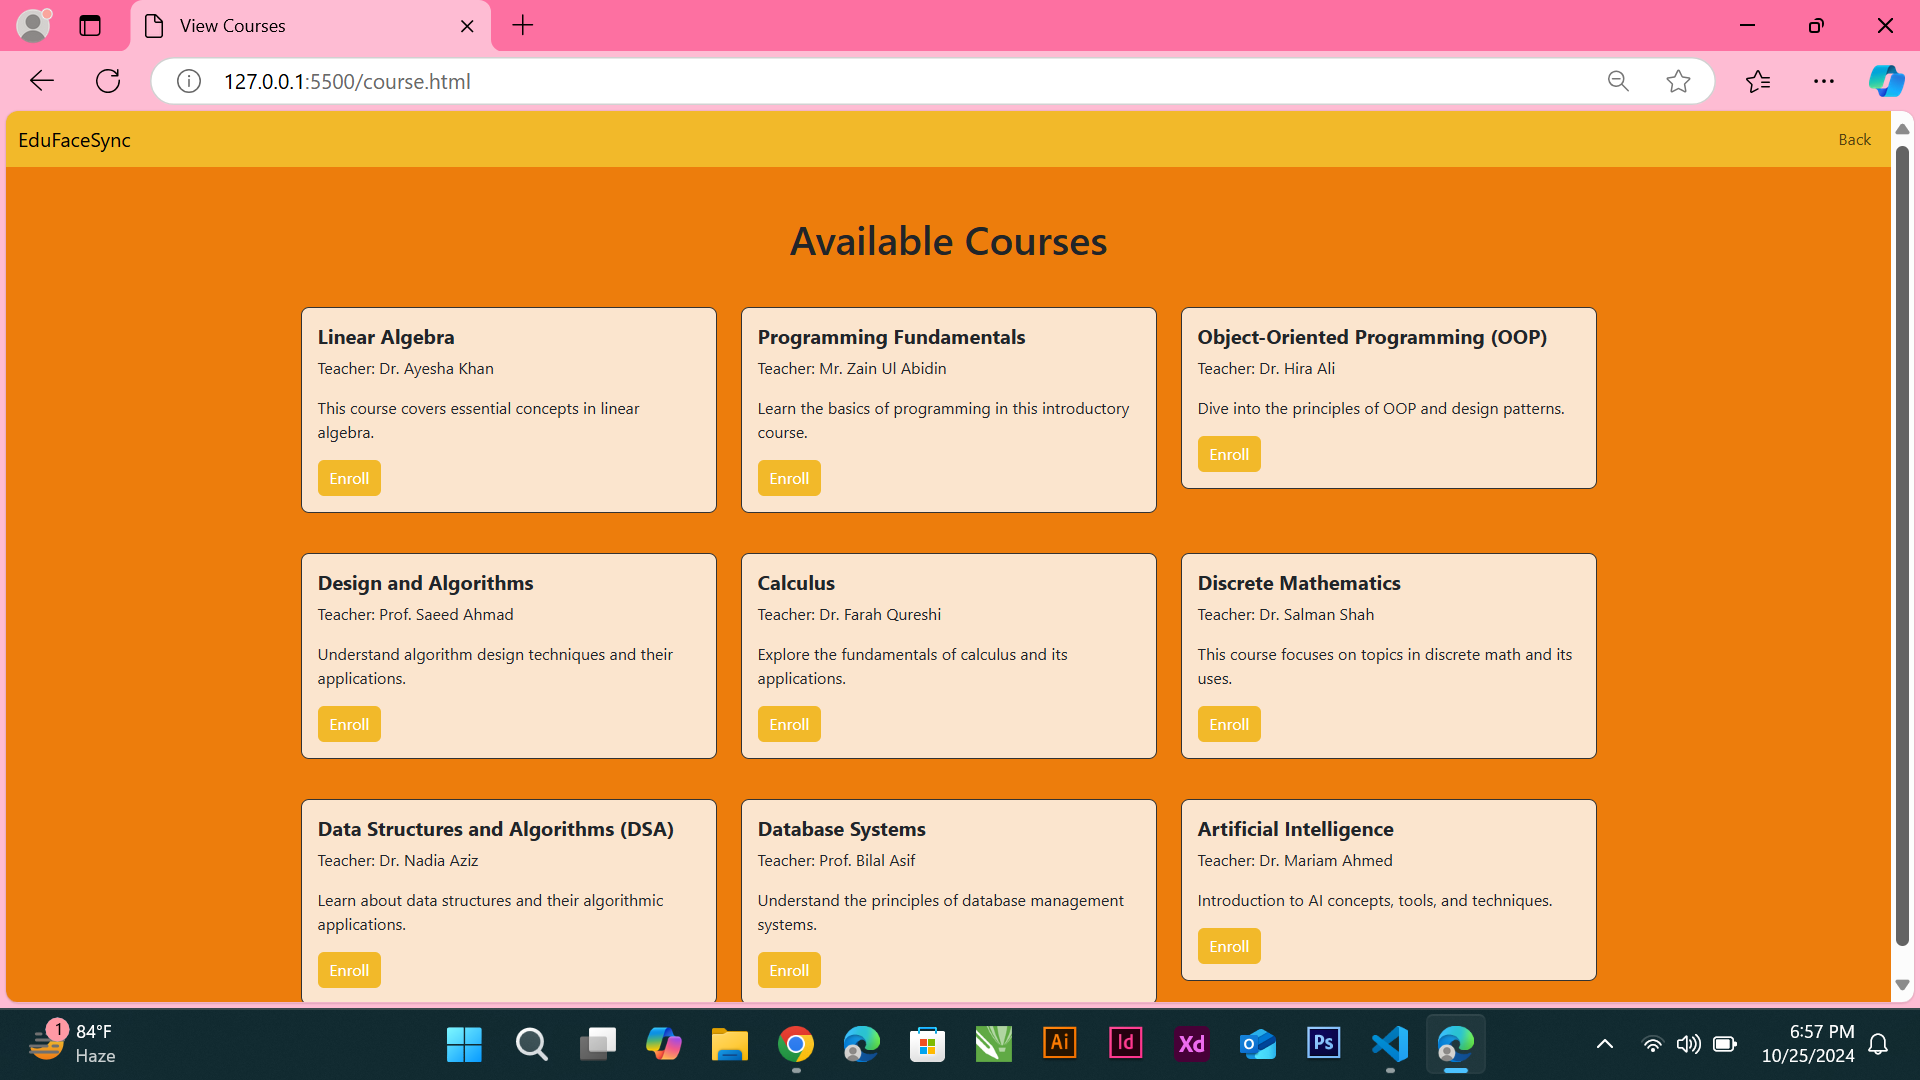 View Courses
127.0.0.1:5500/course.html
EduFaceSync
Back
Available Courses
Linear Algebra
Teacher: Dr. Ayesha Khan
This course covers essential concepts in linear
algebra.
Enroll
Programming Fundamentals
Teacher: Mr. Zain Ul Abidin
Learn the basics of programming in this introductory
course.
Enroll
Object-Oriented Programming (OOP)
Teacher: Dr. Hira Ali
Dive into the principles of OOP and design patterns.
Enroll
Design and Algorithms
Teacher: Prof. Saeed Ahmad
Understand algorithm design techniques and their
applications.
Enroll
Calculus
Teacher: Dr. Farah Qureshi
Explore the fundamentals of calculus and its
applications.
Enroll
Discrete Mathematics
Teacher: Dr. Salman Shah
This course focuses on topics in discrete math and its
uses.
Enroll
Data Structures and Algorithms (DSA)
Teacher: Dr. Nadia Aziz
Learn about data structures and their algorithmic
applications.
Enroll
Database Systems
Teacher: Prof. Bilal Asif
Understand the principles of database management
systems.
Enroll
Artificial Intelligence
Teacher: Dr. Mariam Ahmed
Introduction to AI concepts, tools, and techniques.
Enroll
1
84°F
Haze
Ai
Id
Xd
Ps
6:57 PM
10/25/2024